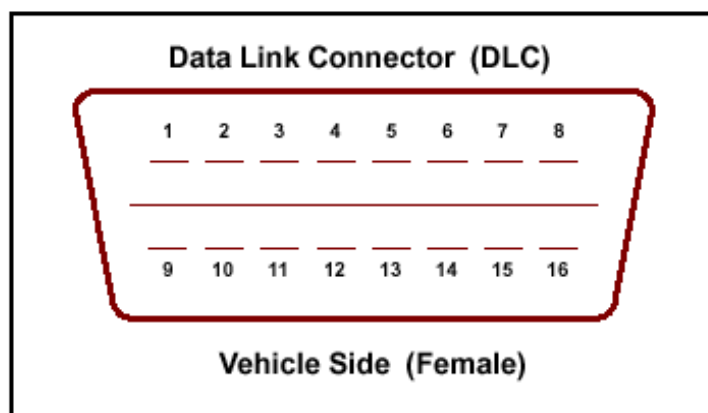 Data Link Connector (DLC)
1 2 3 4 5 6 7 8
9 10 11 12 13 14 15 16
Vehicle Side (Female)